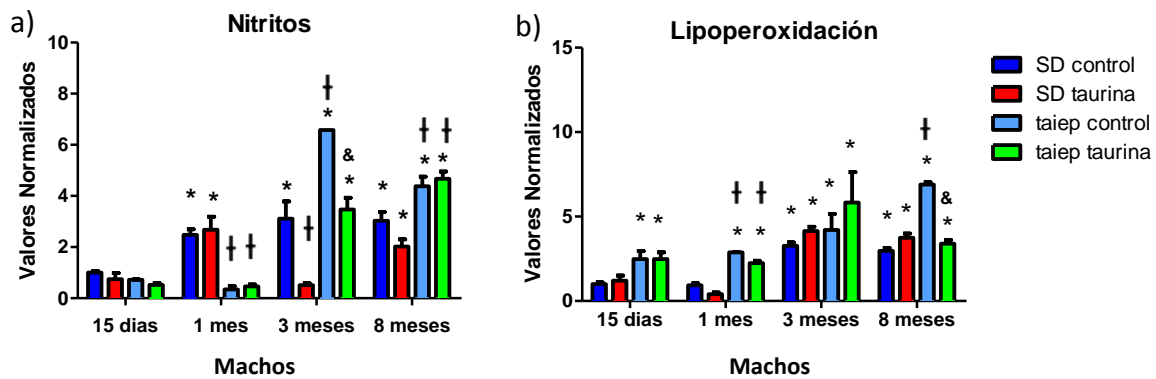 a)
Nitritos
Valores Normalizados
10
8
6
4
2
0
* * ╪ ╪ * ╪ ╪ * & * * * ╪ * ╪ *
15 dias 1 mes 3 meses 8 meses
Machos
b)
Lipoperoxidación
Valores Normalizados
15
10
5
0
* * ╪ * ╪ * * * * * * * ╪ * & *
15 dias 1 mes 3 meses 8 meses
Machos
SD control
SD taurina
taiep control
taiep taurina